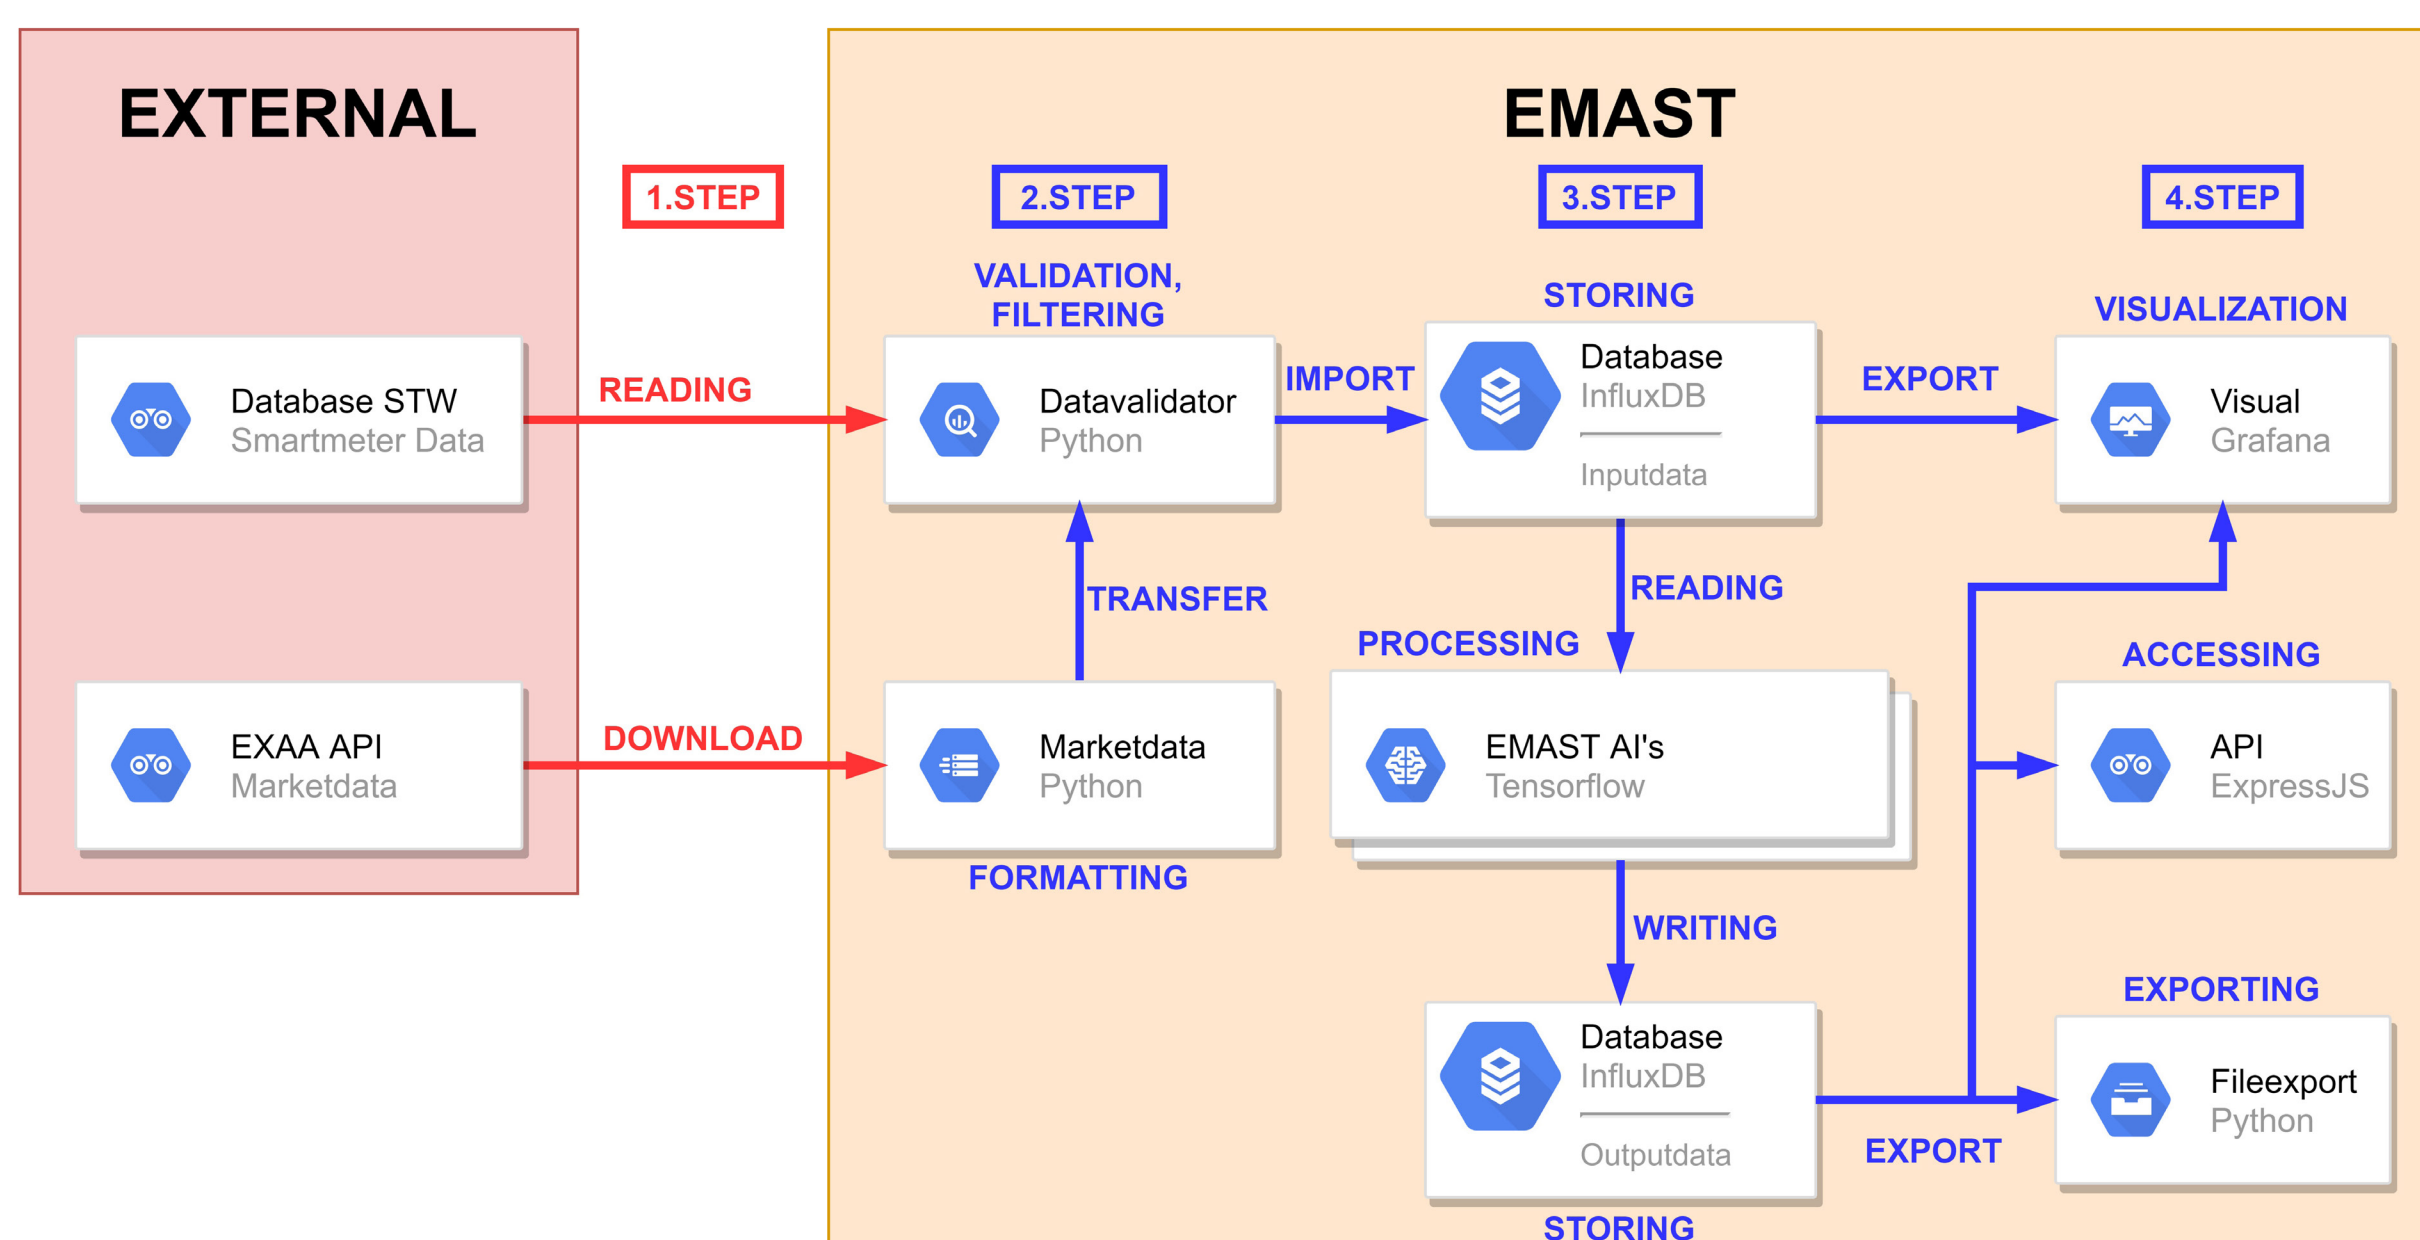 EXTERNAL
EMAST
1.STEP
2.STEP
3.STEP
4.STEP
VALIDATION,
FILTERING
STORING
VISUALIZATION
Database STW
Smartmeter Data
READING
Datavalidator
Python
IMPORT
Database
InfluxDB
Inputdata
EXPORT
Visual
Grafana
TRANSFER
READING
PROCESSING
ACCESSING
EXAA API
Marketdata
DOWNLOAD
Marketdata
Python
FORMATTING
EMAST AI's
Tensorflow
API
ExpressJS
WRITING
EXPORTING
Database
InfluxDB
Outputdata
STORING
EXPORT
Fileexport
Python